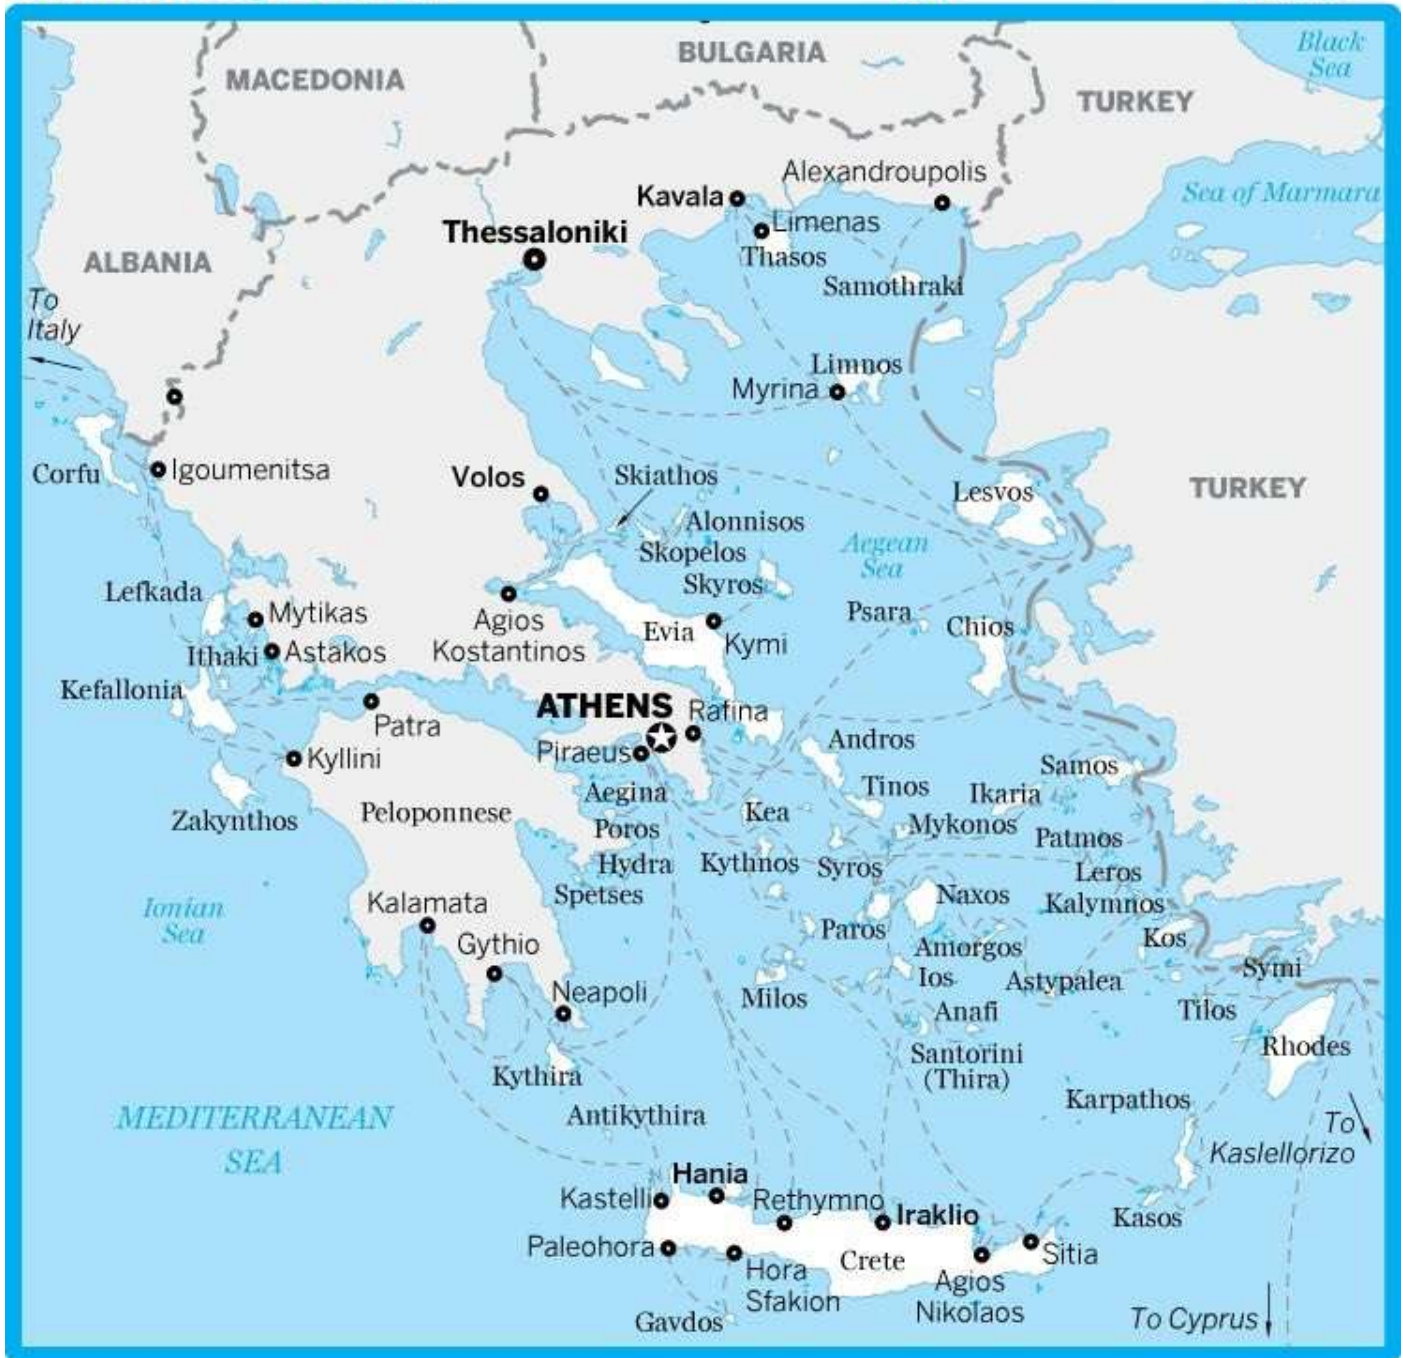 BULGARIA
Black
Sea
MACEDONIA
TURKEY
Alexandroupolis
Kavala
Sea of Marmara
Limenas
Thessaloniki
Thasos
ALBANIA
Samothraki
To
Italy
Limnos
Myrina
Corfu
Igoumenitsa
Volos
Skiathos
Lesvos
TURKEY
Alonnisos
Skopelos
Aegean
Sea
Skyros
Lefkada
Mytikas
Agios
Kostantinos
Evia
Kymi
Psara
Chios
Ithaki
Astakos
Kefallonia
ATHENS
Rafina
Patra
Piraeus
Andros
Kyllini
Samos
Aegina
Tinos
Ikaria
Zakynthos
Peloponnese
Poros
Kea
Mykonos
Patmos
Hydra
Kythnos
Syros
Leros
Spetses
Naxos
Kalymnos
Ionian
Sea
Kalamata
Paros
Amorgos
Kos
Gythio
Ios
Astypalea
Symi
Neapoli
Milos
Anafi
Tilos
Santorini
(Thira)
Rhodes
Kythira
Karpathos
MEDITERRANEAN
SEA
Antikythira
To
Kaslellorizo
Hania
Kastelli
Rethymno
Iraklio
Kasos
Paleohora
Hora
Sfakion
Crete
Agios
Nikolaos
Sitia
Gavdos
To Cyprus